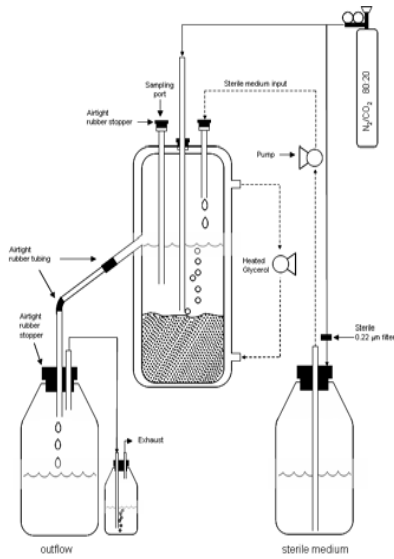 Sampling
port
Sterile medium input
N2/CO2 80:20
Airtight
rubber stopper
Pump
Airtight
rubber tubing
Heated
Glycerol
Airtight
rubber
stopper
Sterile
0.22 µm filter
Exhaust
outflow
sterile medium